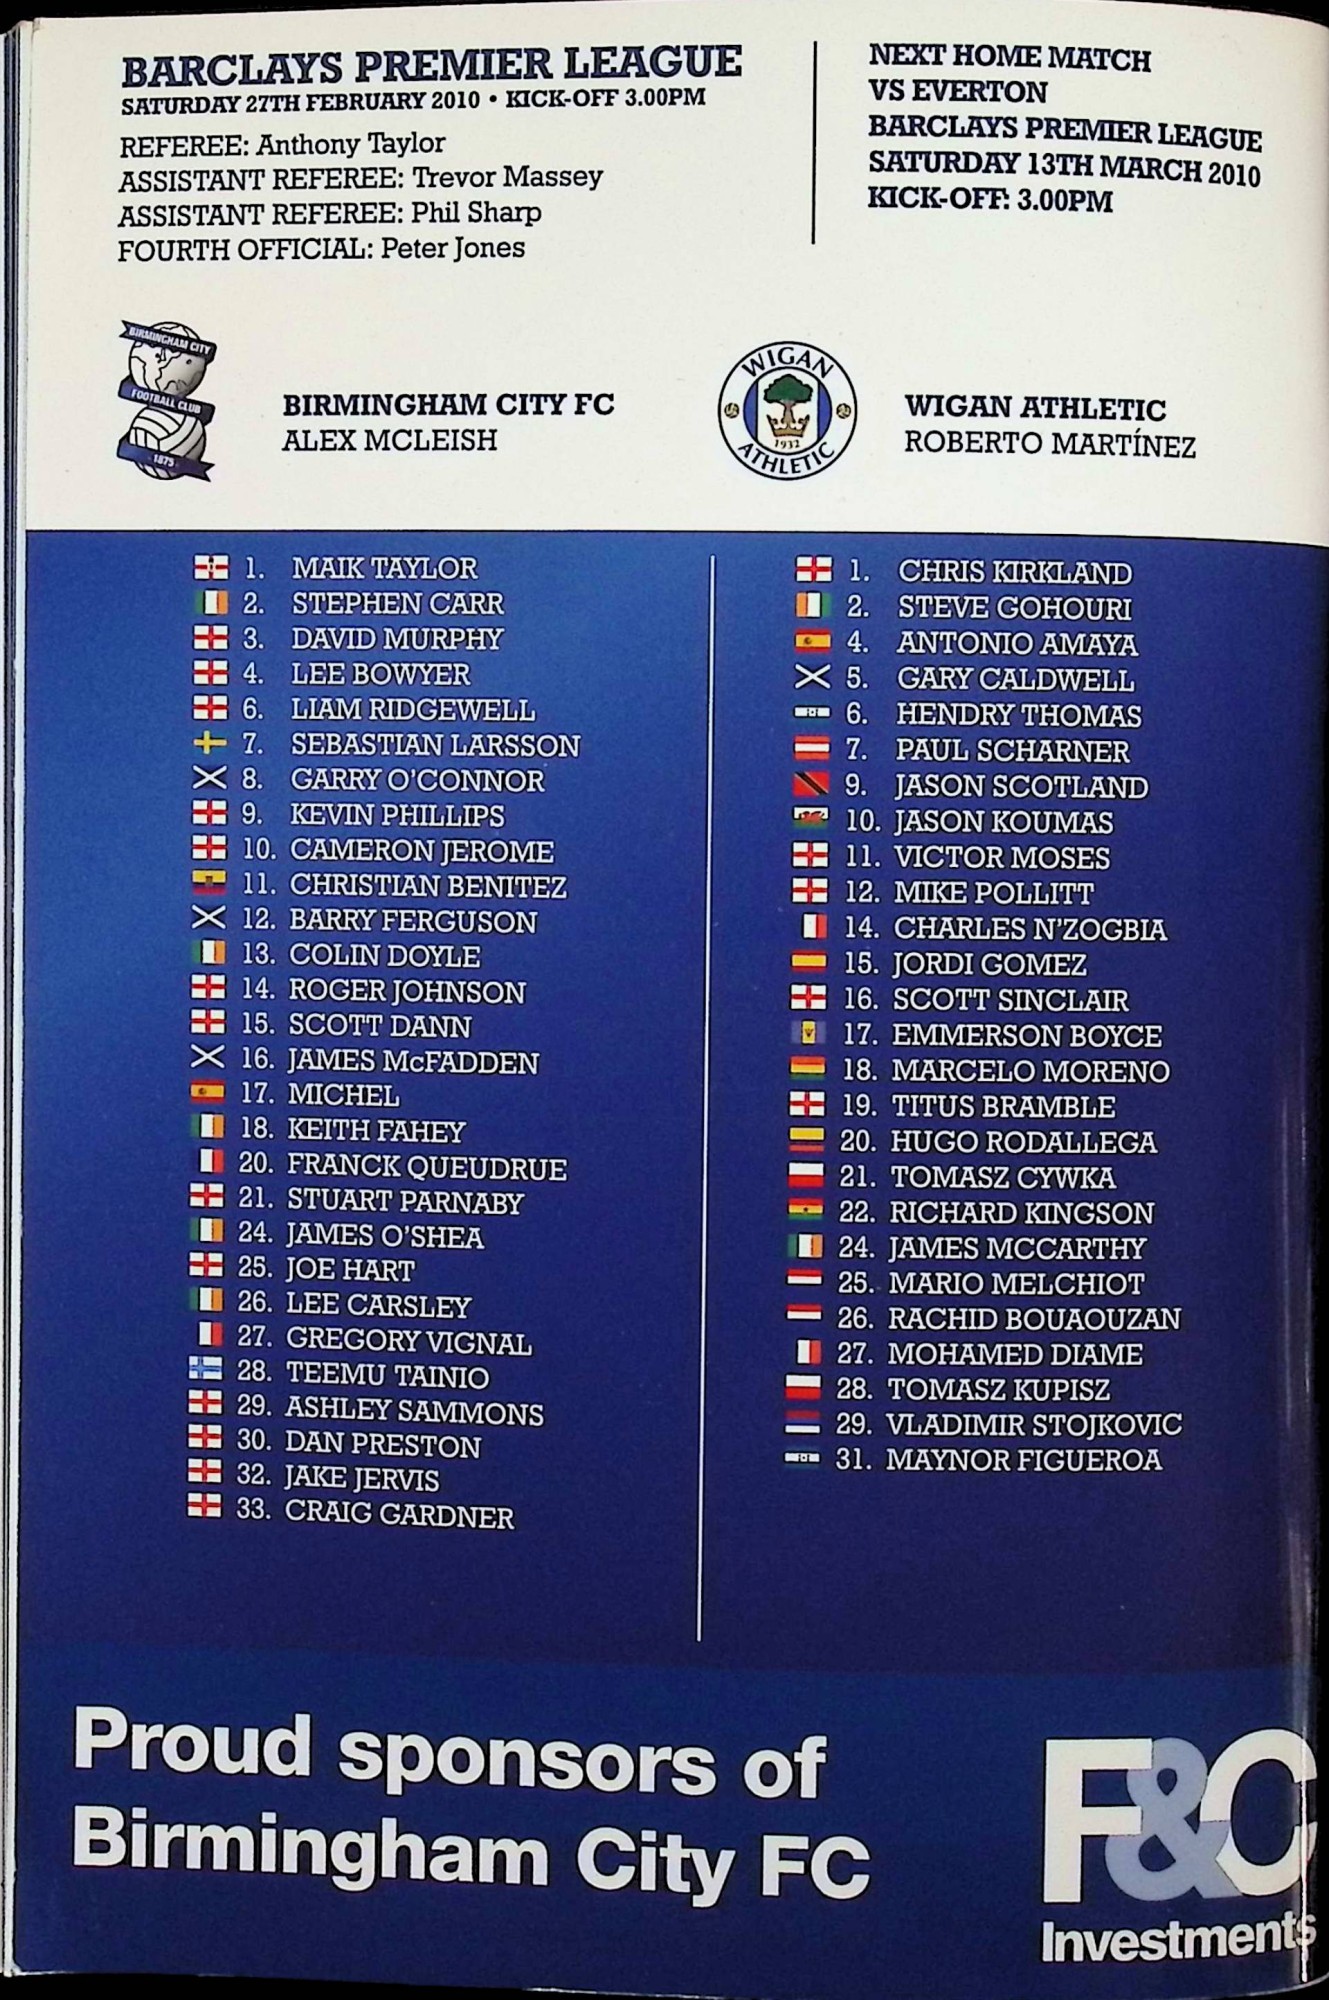 BARCLAYS PREMIER LEAGUE
SATURDAY 27TH FEBRUARY 2010 • KICK-OFF 3.00PM
REFEREE: Anthony Taylor
ASSISTANT REFEREE: Trevor Massey
ASSISTANT REFEREE: Phil Sharp
FOURTH OFFICIAL: Peter Jones
NEXT HOME MATCH
VS EVERTON
BARCLAYS PREMIER LEAGUE
SATURDAY 13TH MARCH 2010
KICK-OFF: 3.00PM
BIRMINGHAM CITY
FOOTBALL CLUB
1875
BIRMINGHAM CITY FC
ALEX MCLEISH
WIGAN
1932
ATHLETIC
WIGAN ATHLETIC
ROBERTO MARTÍNEZ
1. MAIK TAYLOR
2. STEPHEN CARR
3. DAVID MURPHY
4. LEE BOWYER
6. LIAM RIDGEWELL
7. SEBASTIAN LARSSON
8. GARRY O'CONNOR
9. KEVIN PHILLIPS
10. CAMERON JEROME
11. CHRISTIAN BENITEZ
12. BARRY FERGUSON
13. COLIN DOYLE
14. ROGER JOHNSON
15. SCOTT DANN
16. JAMES McFADDEN
17. MICHEL
18. KEITH FAHEY
20. FRANCK QUEUDRUE
21. STUART PARNABY
24. JAMES O'SHEA
25. JOE HART
26. LEE CARSLEY
27. GREGORY VIGNAL
28. TEEMU TAINIO
29. ASHLEY SAMMONS
30. DAN PRESTON
32. JAKE JERVIS
33. CRAIG GARDNER
1. CHRIS KIRKLAND
2. STEVE GOHOURI
4. ANTONIO AMAYA
5. GARY CALDWELL
6. HENDRY THOMAS
7. PAUL SCHARNER
9. JASON SCOTLAND
10. JASON KOUMAS
11. VICTOR MOSES
12. MIKE POLLITT
14. CHARLES N'ZOGBIA
15. JORDI GOMEZ
16. SCOTT SINCLAIR
17. EMMERSON BOYCE
18. MARCELO MORENO
19. TITUS BRAMBLE
20. HUGO RODALLEGA
21. TOMASZ CYWKA
22. RICHARD KINGSON
24. JAMES MCCARTHY
25. MARIO MELCHIOT
26. RACHID BOUAOUZAN
27. MOHAMED DIAME
28. TOMASZ KUPISZ
29. VLADIMIR STOJKOVIC
31. MAYNOR FIGUEROA
Proud sponsors of
Birmingham City FC
F&C
Investments